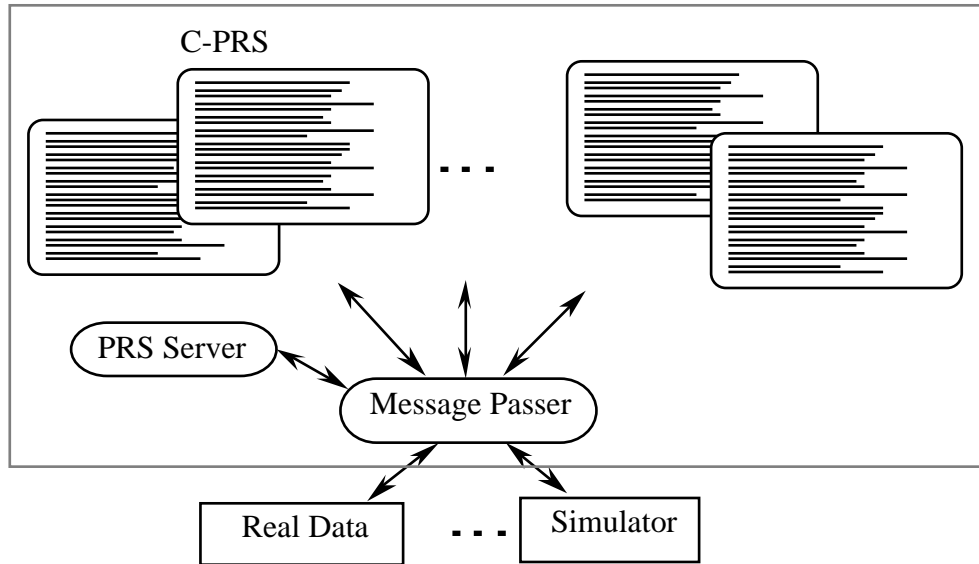 C-PRS
. . .
PRS Server
Message Passer
Real Data
. . .
Simulator